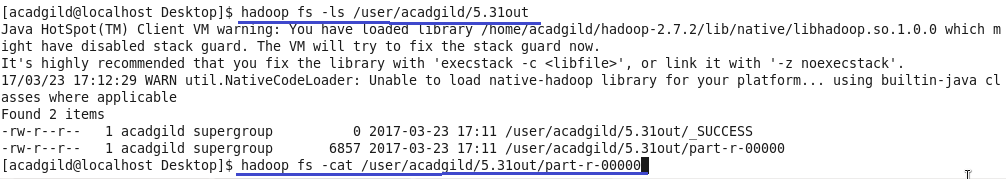 [acadgild@localhost Desktop]$ hadoop fs -ls /user/acadgild/5.31out
Java HotSpot(TM) Client VM warning: You have loaded library /home/acadgild/hadoop-2.7.2/lib/native/libhadoop.so.1.0.0 which m
ight have disabled stack guard. The VM will try to fix the stack guard now.
It's highly recommended that you fix the library with 'execstack -c <libfile>', or link it with '-z noexecstack'.
17/03/23 17:12:29 WARN util.NativeCodeLoader: Unable to load native-hadoop library for your platform... using builtin-java cl
asses where applicable
Found 2 items
-rw-r--r--   1 acadgild supergroup          0 2017-03-23 17:11 /user/acadgild/5.31out/_SUCCESS
-rw-r--r--   1 acadgild supergroup       6857 2017-03-23 17:11 /user/acadgild/5.31out/part-r-00000
[acadgild@localhost Desktop]$ hadoop fs -cat /user/acadgild/5.31out/part-r-00000